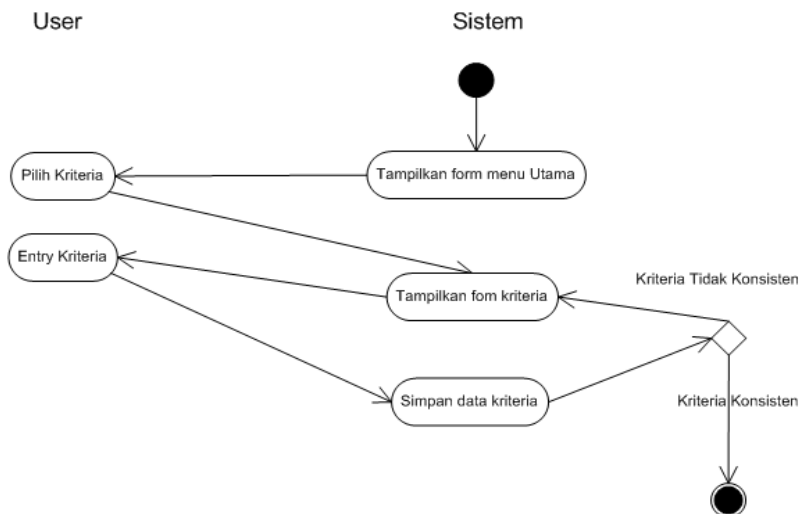 User
Sistem
Tampilkan form menu Utama
Pilih Kriteria
Entry Kriteria
Tampilkan fom kriteria
Kriteria Tidak Konsisten
Simpan data kriteria
Kriteria Konsisten